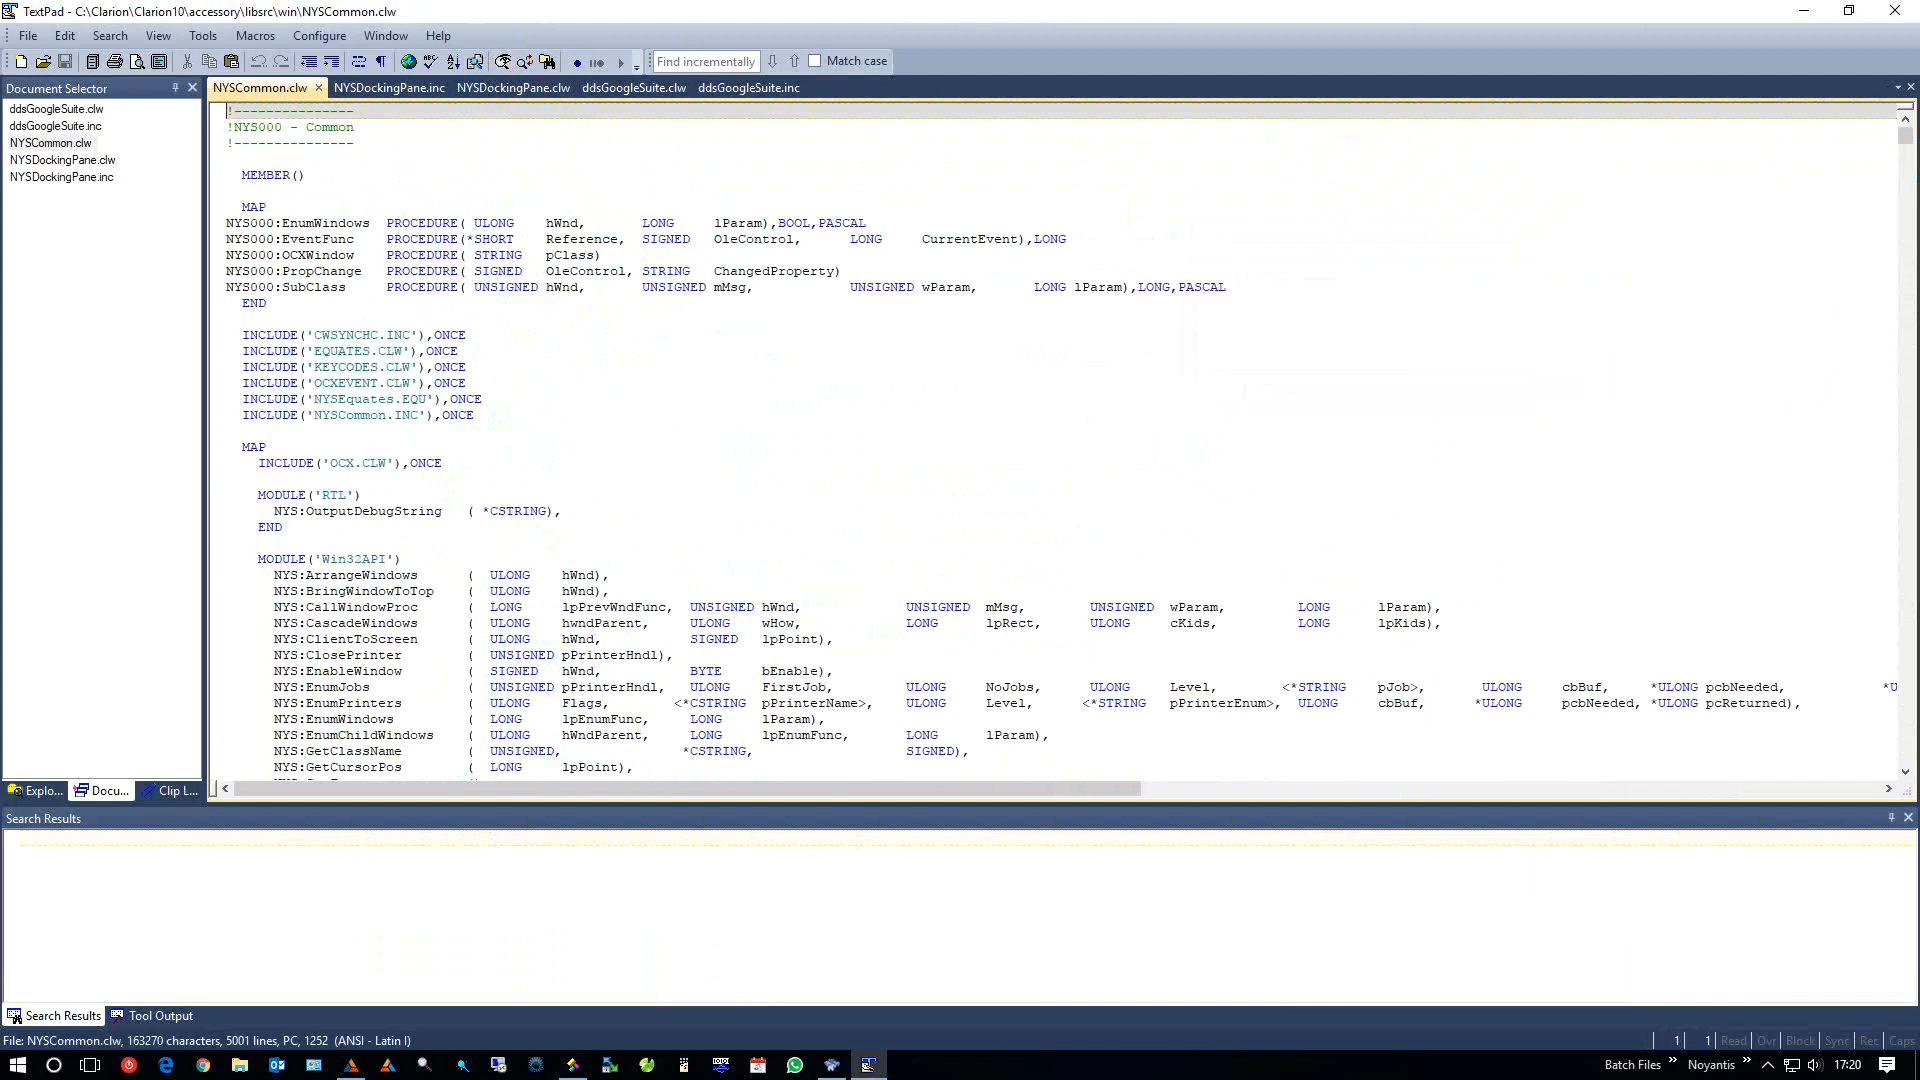 TextPad - C:\Clarion\Clarion10\accessory\libsrc\win\NYSCommon.clw
File Edit Search View Tools Macros Configure Window Help
Find incrementally Match case
Document Selector
NYSCommon.clw NYSDockingPane.inc NYSDockingPane.clw ddsGoogleSuite.clw ddsGoogleSuite.inc
ddsGoogleSuite.clw
ddsGoogleSuite.inc
NYSCommon.clw
NYSDockingPane.clw
NYSDockingPane.inc
!---------------
!NYS000 - Common
!---------------
MEMBER()
MAP
NYS000:EnumWindows PROCEDURE( ULONG hWnd, LONG lParam),BOOL,PASCAL
NYS000:EventFunc PROCEDURE(*SHORT Reference, SIGNED OleControl, LONG CurrentEvent),LONG
NYS000:OCXWindow PROCEDURE( STRING pClass)
NYS000:PropChange PROCEDURE( SIGNED OleControl, STRING ChangedProperty)
NYS000:SubClass PROCEDURE( UNSIGNED hWnd, UNSIGNED mMsg, UNSIGNED wParam, LONG lParam),LONG,PASCAL
END
INCLUDE('CWSYNCHC.INC'),ONCE
INCLUDE('EQUATES.CLW'),ONCE
INCLUDE('KEYCODES.CLW'),ONCE
INCLUDE('OCXEVENT.CLW'),ONCE
INCLUDE('NYSEquates.EQU'),ONCE
INCLUDE('NYSCommon.INC'),ONCE
MAP
INCLUDE('OCX.CLW'),ONCE
MODULE('RTL')
NYS:OutputDebugString ( *CSTRING),
END
MODULE('Win32API')
NYS:ArrangeWindows ( ULONG hWnd),
NYS:BringWindowToTop ( ULONG hWnd),
NYS:CallWindowProc ( LONG lpPrevWndFunc, UNSIGNED hWnd, UNSIGNED mMsg, UNSIGNED wParam, LONG lParam),
NYS:CascadeWindows ( ULONG hwndParent, ULONG wHow, LONG lpRect, ULONG cKids, LONG lpKids),
NYS:ClientToScreen ( ULONG hWnd, SIGNED lpPoint),
NYS:ClosePrinter ( UNSIGNED pPrinterHndl),
NYS:EnableWindow ( SIGNED hWnd, BYTE bEnable),
NYS:EnumJobs ( UNSIGNED pPrinterHndl, ULONG FirstJob, ULONG NoJobs, ULONG Level, <*STRING pJob>, ULONG cbBuf, *ULONG pcbNeeded, *U
NYS:EnumPrinters ( ULONG Flags, <*CSTRING pPrinterName>, ULONG Level, <*STRING pPrinterEnum>, ULONG cbBuf, *ULONG pcbNeeded, *ULONG pcReturned),
NYS:EnumWindows ( LONG lpEnumFunc, LONG lParam),
NYS:EnumChildWindows ( ULONG hWndParent, LONG lpEnumFunc, LONG lParam),
NYS:GetClassName ( UNSIGNED, *CSTRING, SIGNED),
NYS:GetCursorPos ( LONG lpPoint),
Explo... Docu... Clip L...
Search Results
Search Results Tool Output
File: NYSCommon.clw, 163270 characters, 5001 lines, PC, 1252 (ANSI - Latin I) 1 1 Read Ovr Block Sync Rec Caps
Batch Files Noyantis 17:20